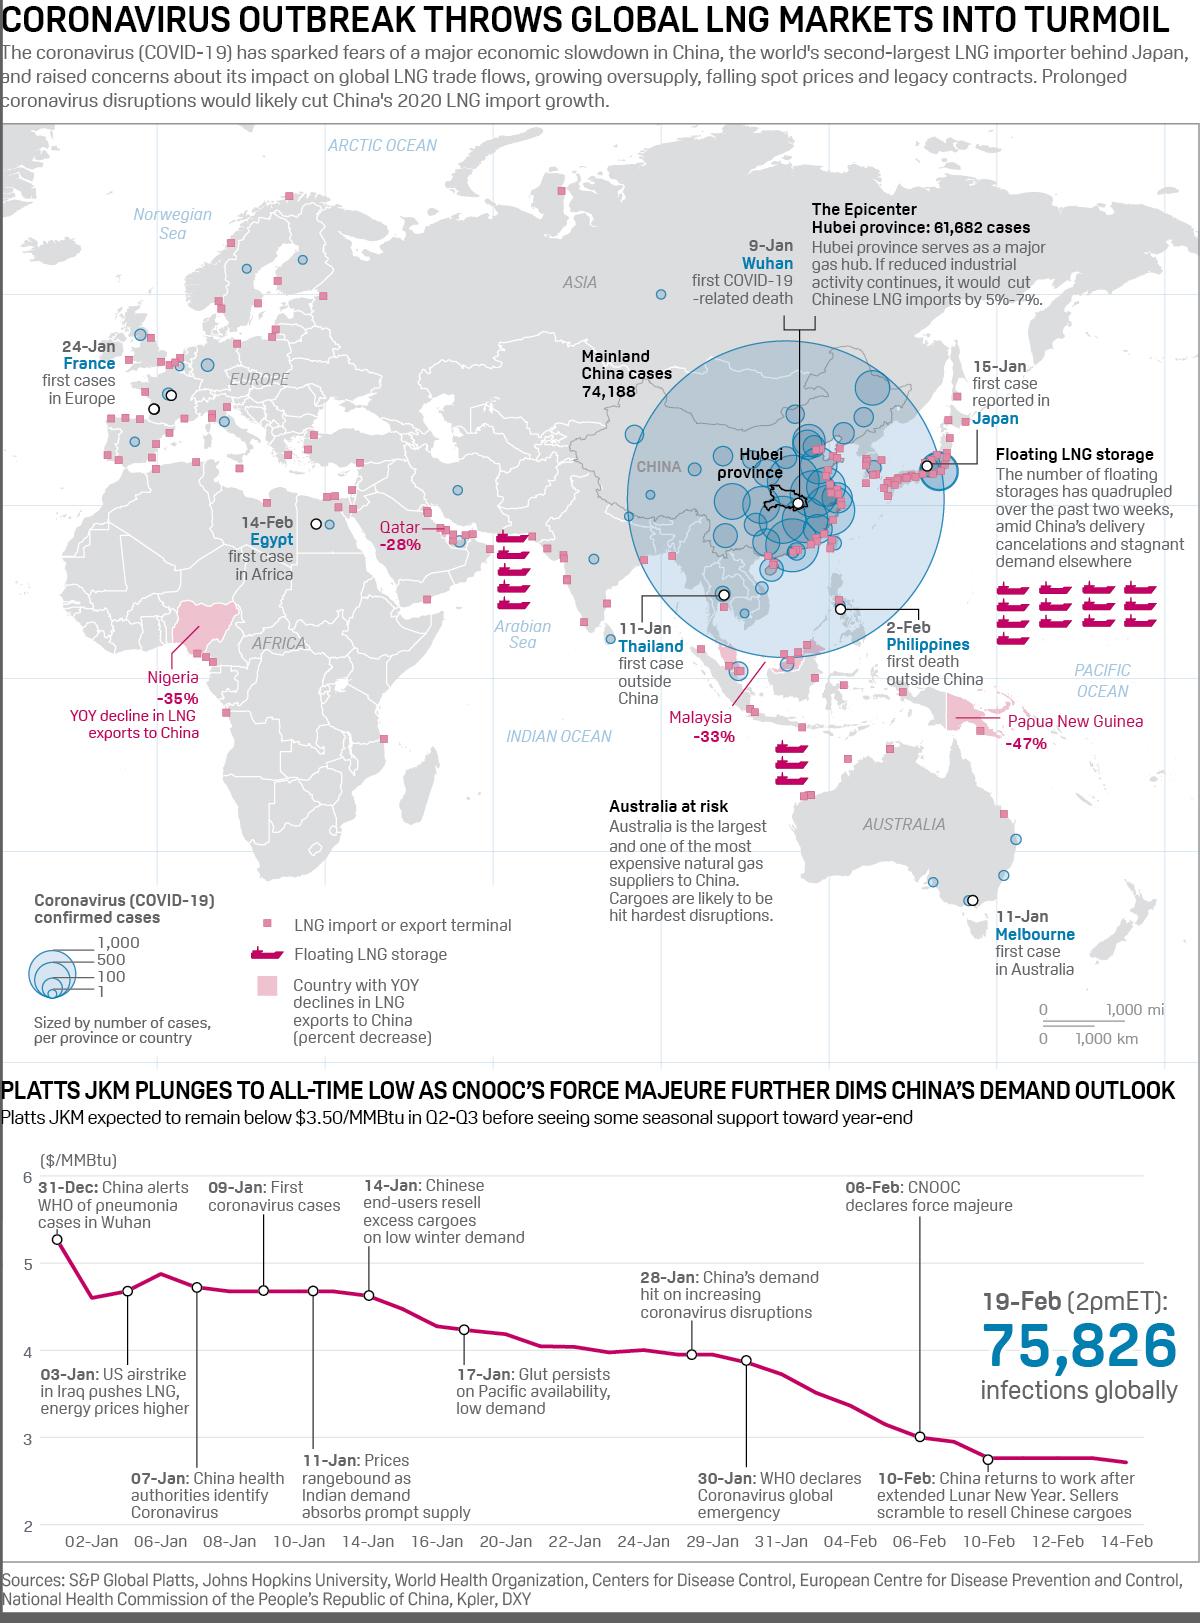 CORONAVIRUS OUTBREAK THROWS GLOBAL LNG MARKETS INTO TURMOIL
The coronavirus (COVID-19) has sparked fears of a major economic slowdown in China, the world's second-largest LNG importer behind Japan,
and raised concerns about its impact on global LNG trade flows, growing oversupply, falling spot prices and legacy contracts. Prolonged
coronavirus disruptions would likely cut China's 2020 LNG import growth.
ARCTIC OCEAN
Norwegian
Sea
ASIA
9-Jan
Wuhan
first COVID-19
-related death
The Epicenter
Hubei province: 61,682 cases
Hubei province serves as a major
gas hub. If reduced industrial
activity continues, it would cut
Chinese LNG imports by 5%-7%.
24-Jan
France
first cases
in Europe
EUROPE
Mainland
China cases
74,188
15-Jan
first case
reported in
Japan
CHINA
Hubei
province
Floating LNG storage
The number of floating
storages has quadrupled
over the past two weeks,
amid China's delivery
cancelations and stagnant
demand elsewhere
14-Feb
Egypt
first case
in Africa
Qatar
-28%
Arabian
Sea
AFRICA
11-Jan
Thailand
first case
outside
China
2-Feb
Philippines
first death
outside China
PACIFIC
OCEAN
Nigeria
-35%
YOY decline in LNG
exports to China
INDIAN OCEAN
Malaysia
-33%
Papua New Guinea
-47%
Australia at risk
Australia is the largest
and one of the most
expensive natural gas
suppliers to China.
Cargoes are likely to be
hit hardest disruptions.
AUSTRALIA
11-Jan
Melbourne
first case
in Australia
Coronavirus (COVID-19)
confirmed cases
1,000
500
100
1
Sized by number of cases,
per province or country
LNG import or export terminal
Floating LNG storage
Country with YOY
declines in LNG
exports to China
(percent decrease)
0 1,000 mi
0 1,000 km
PLATTS JKM PLUNGES TO ALL-TIME LOW AS CNOOC'S FORCE MAJEURE FURTHER DIMS CHINA'S DEMAND OUTLOOK
Platts JKM expected to remain below $3.50/MMBtu in Q2-Q3 before seeing some seasonal support toward year-end
($/MMBtu)
6
5
4
3
2
31-Dec: China alerts
WHO of pneumonia
cases in Wuhan
09-Jan: First
coronavirus cases
14-Jan: Chinese
end-users resell
excess cargoes
on low winter demand
06-Feb: CNOOC
declares force majeure
28-Jan: China's demand
hit on increasing
coronavirus disruptions
19-Feb (2pmET):
75,826
infections globally
03-Jan: US airstrike
in Iraq pushes LNG,
energy prices higher
17-Jan: Glut persists
on Pacific availability,
low demand
07-Jan: China health
authorities identify
Coronavirus
11-Jan: Prices
rangebound as
Indian demand
absorbs prompt supply
30-Jan: WHO declares
Coronavirus global
emergency
10-Feb: China returns to work after
extended Lunar New Year. Sellers
scramble to resell Chinese cargoes
02-Jan 06-Jan 08-Jan 10-Jan 14-Jan 16-Jan 20-Jan 22-Jan 24-Jan 29-Jan 31-Jan 04-Feb 06-Feb 10-Feb 12-Feb 14-Feb
Sources: S&P Global Platts, Johns Hopkins University, World Health Organization, Centers for Disease Control, European Centre for Disease Prevention and Control,
National Health Commission of the People's Republic of China, Kpler, DXY